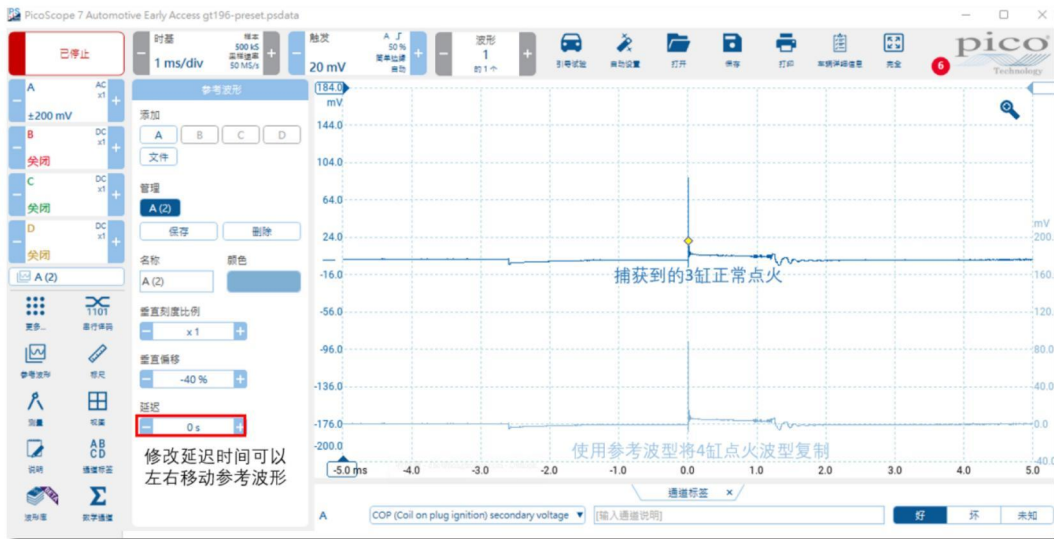 PicoScope 7 Automotive Early Access gt196-preset.psdata
已停止
时基
1 ms/div
样本
500 kS
采样速率
50 MS/s
触发
20 mV
A
50 %
简单边缘
自动
波形
1
的 1 个
引导试验
自动设置
打开
保存
打印
车辆详细信息
完全
6
pico
Technology
A
AC
x1
±200 mV
B
DC
x1
关闭
C
DC
x1
关闭
D
DC
x1
关闭
A (2)
更多...
串行译码
参考波形
标尺
测量
视图
说明
通道标签
波形库
数学通道
参考波形
添加
A
B
C
D
文件
管理
A (2)
保存
删除
名称
颜色
A (2)
垂直刻度比例
x 1
垂直偏移
-40 %
延迟
0 s
修改延迟时间可以
左右移动参考波形
184.0
mV
144.0
104.0
64.0
24.0
-16.0
-56.0
-96.0
-136.0
-176.0
-200.0
捕获到的3缸正常点火
使用参考波型将4缸点火波型复制
mV
200.
160.
120.
80.0
40.0
0.0
40.0
-5.0 ms
-4.0
-3.0
-2.0
-1.0
0.0
1.0
2.0
3.0
4.0
5.0
通道标签 ×
A
COP (Coil on plug ignition) secondary voltage
[输入通道说明]
好
坏
未知